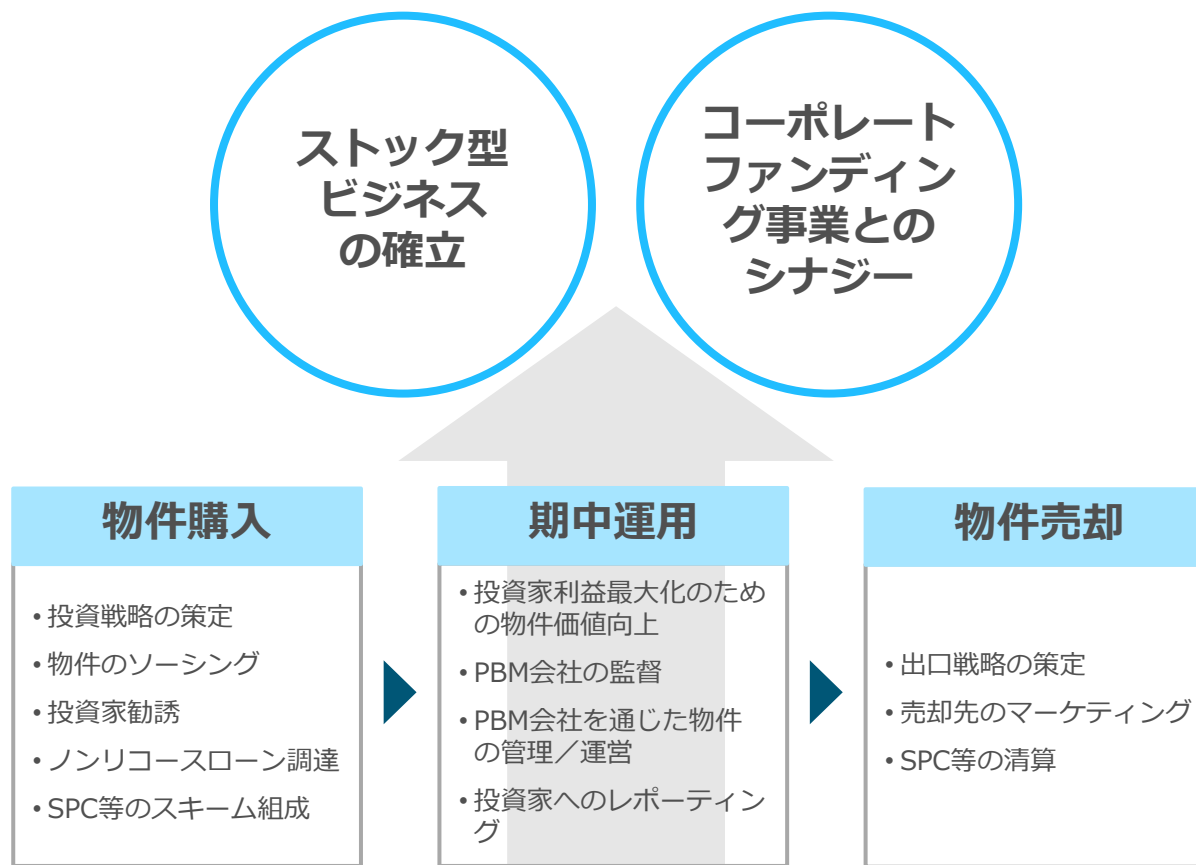 ストック型
ビジネス
の確立
コーポレート
ファンディン
グ事業との
シナジー
物件購入
・投資戦略の策定
・物件のソーシング
・投資家勧誘
・ノンリコースローン調達
・SPC等のスキーム組成
期中運用
・投資家利益最大化のため
の物件価値向上
・PBM会社の監督
・PBM会社を通じた物件
の管理／運営
・投資家へのレポーティン
グ
物件売却
・出口戦略の策定
・売却先のマーケティング
・SPC等の清算